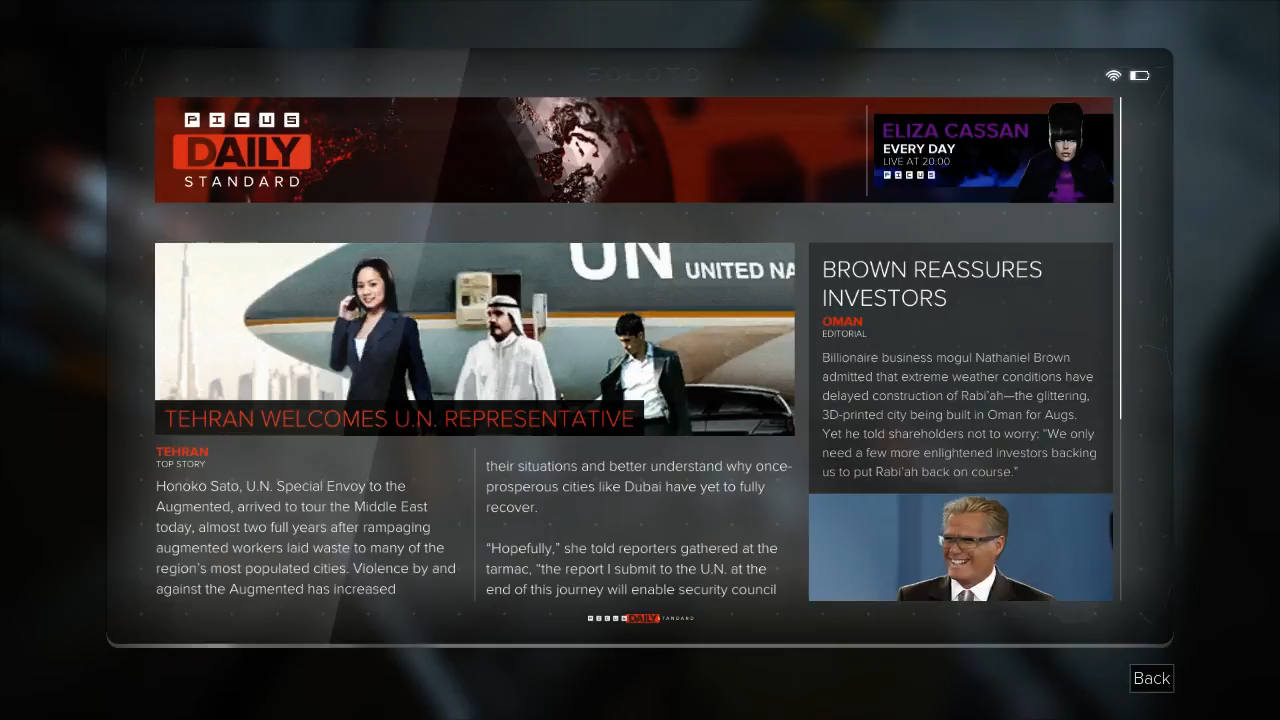 SOLOTO
PICUS
DAILY
STANDARD
ELIZA CASSAN
EVERY DAY
LIVE AT 20:00
PICUS
UN UNITED NA
TEHRAN WELCOMES U.N. REPRESENTATIVE
TEHRAN
TOP STORY
Honoko Sato, U.N. Special Envoy to the
Augmented, arrived to tour the Middle East
today, almost two full years after rampaging
augmented workers laid waste to many of the
region's most populated cities. Violence by and
against the Augmented has increased
their situations and better understand why once-
prosperous cities like Dubai have yet to fully
recover.
“Hopefully,” she told reporters gathered at the
tarmac, “the report I submit to the U.N. at the
end of this journey will enable security council
BROWN REASSURES
INVESTORS
OMAN
EDITORIAL
Billionaire business mogul Nathaniel Brown
admitted that extreme weather conditions have
delayed construction of Rabi'ah—the glittering,
3D-printed city being built in Oman for Augs.
Yet he told shareholders not to worry: “We only
need a few more enlightened investors backing
us to put Rabi'ah back on course.”
PICUS DAILY STANDARD
Back